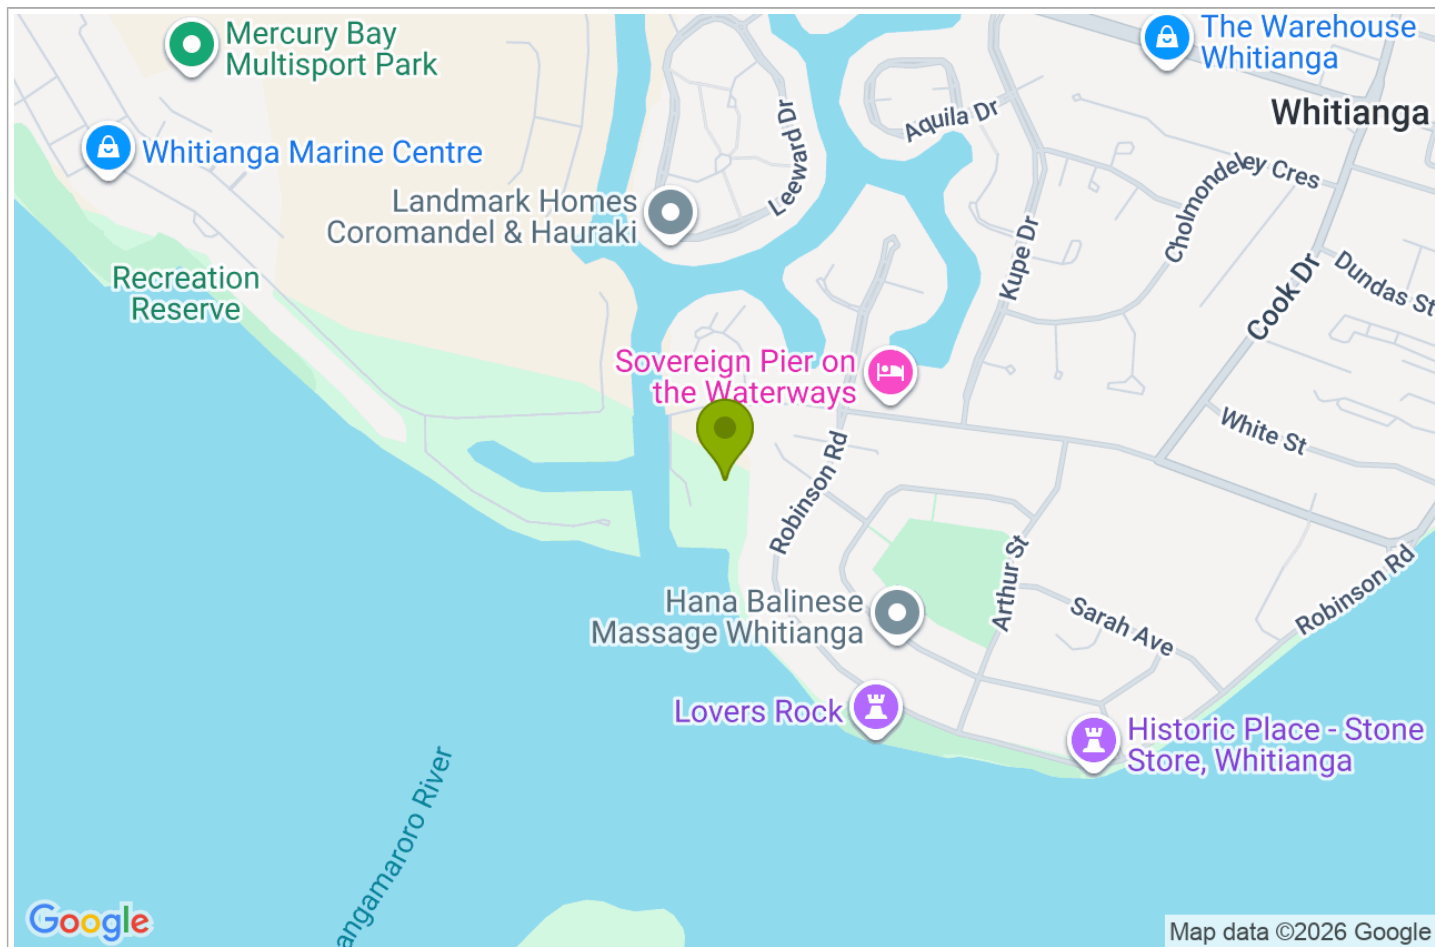 Mercury Bay
Multisport Park
The Warehouse
Whitianga
Whitianga
Whitianga Marine Centre
Leeward Dr
Aquila Dr
Cholmondeley Cres
Landmark Homes
Coromandel & Hauraki
Kupe Dr
Cook Dr
Dundas St
Recreation
Reserve
Sovereign Pier on
the Waterways
White St
Robinson Rd
Arthur St
Robinson Rd
Hana Balinese
Massage Whitianga
Sarah Ave
Lovers Rock
Historic Place - Stone
Store, Whitianga
angamaroro River
Google
Map data ©2026 Google